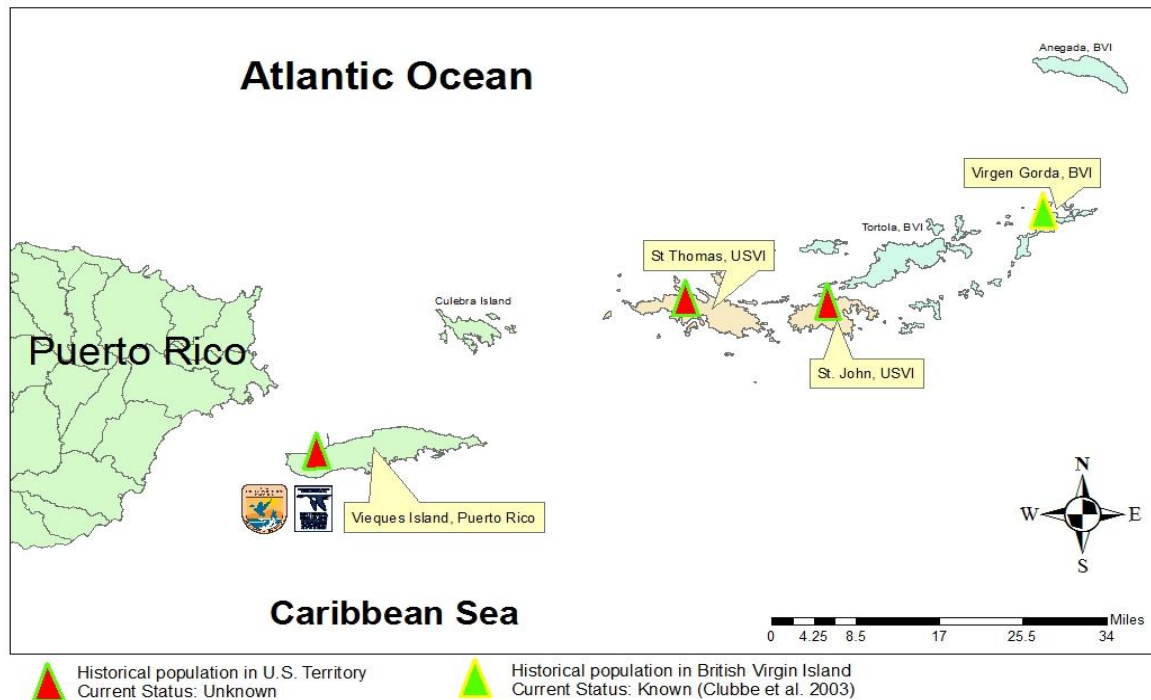 Anegada, BVI
Atlantic Ocean
Virgen Gorda, BVI
Tortola, BVI
St Thomas, USVI
Culebra Island
Puerto Rico
St. John, USVI
Vieques Island, Puerto Rico
N
W E
S
Caribbean Sea
Miles
0 4.25 8.5 17 25.5 34
Historical population in U.S. Territory
Current Status: Unknown
Historical population in British Virgin Island
Current Status: Known (Clubbe et al. 2003)